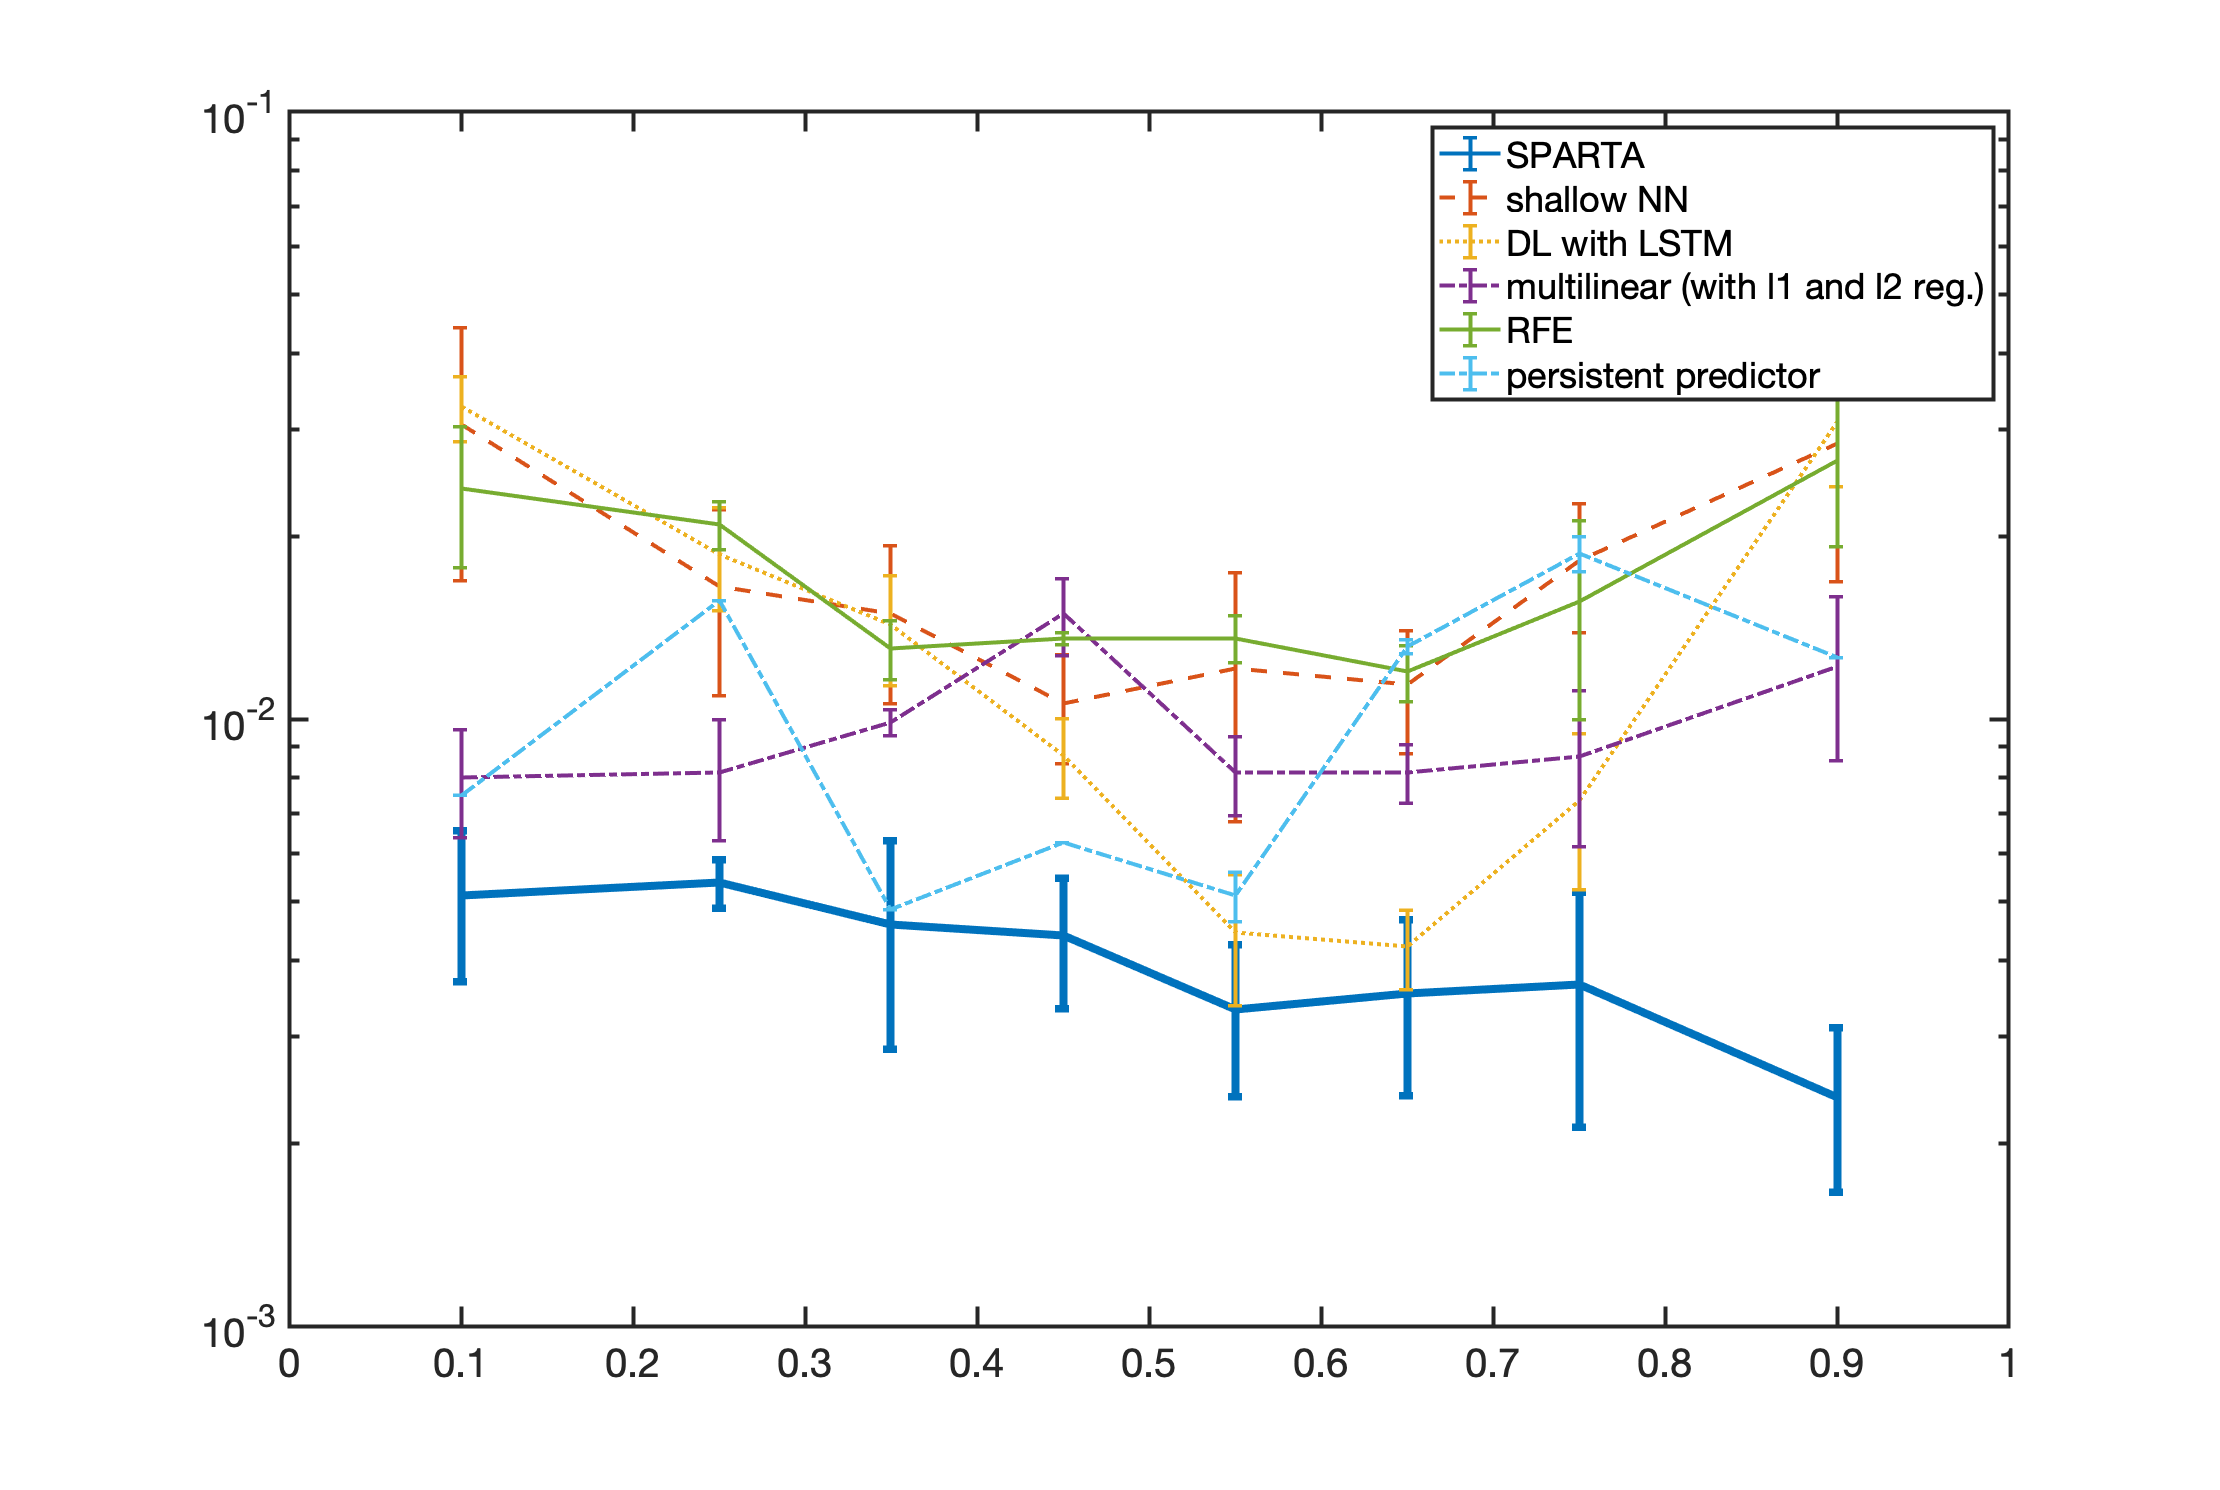 10^-1
10^-2
10^-3
0 0.1 0.2 0.3 0.4 0.5 0.6 0.7 0.8 0.9 1
SPARTA
shallow NN
DL with LSTM
multilinear (with l1 and l2 reg.)
RFE
persistent predictor